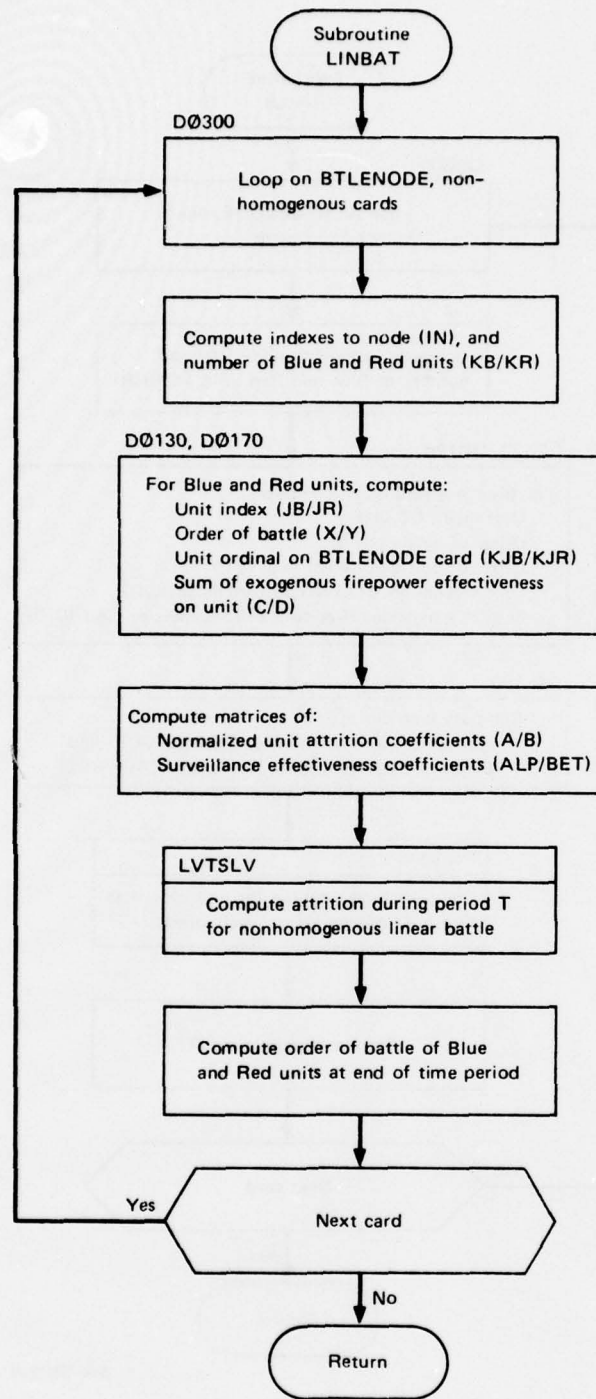 Subroutine
LINBAT
DØ300
Loop on BTLENODE, non-
homogenous cards
Compute indexes to node (IN), and
number of Blue and Red units (KB/KR)
DØ130, DØ170
For Blue and Red units, compute:
Unit index (JB/JR)
Order of battle (X/Y)
Unit ordinal on BTLENODE card (KJB/KJR)
Sum of exogenous firepower effectiveness
on unit (C/D)
Compute matrices of:
Normalized unit attrition coefficients (A/B)
Surveillance effectiveness coefficients (ALP/BET)
LVTSLV
Compute attrition during period T
for nonhomogenous linear battle
Compute order of battle of Blue
and Red units at end of time period
Yes
Next card
No
Return